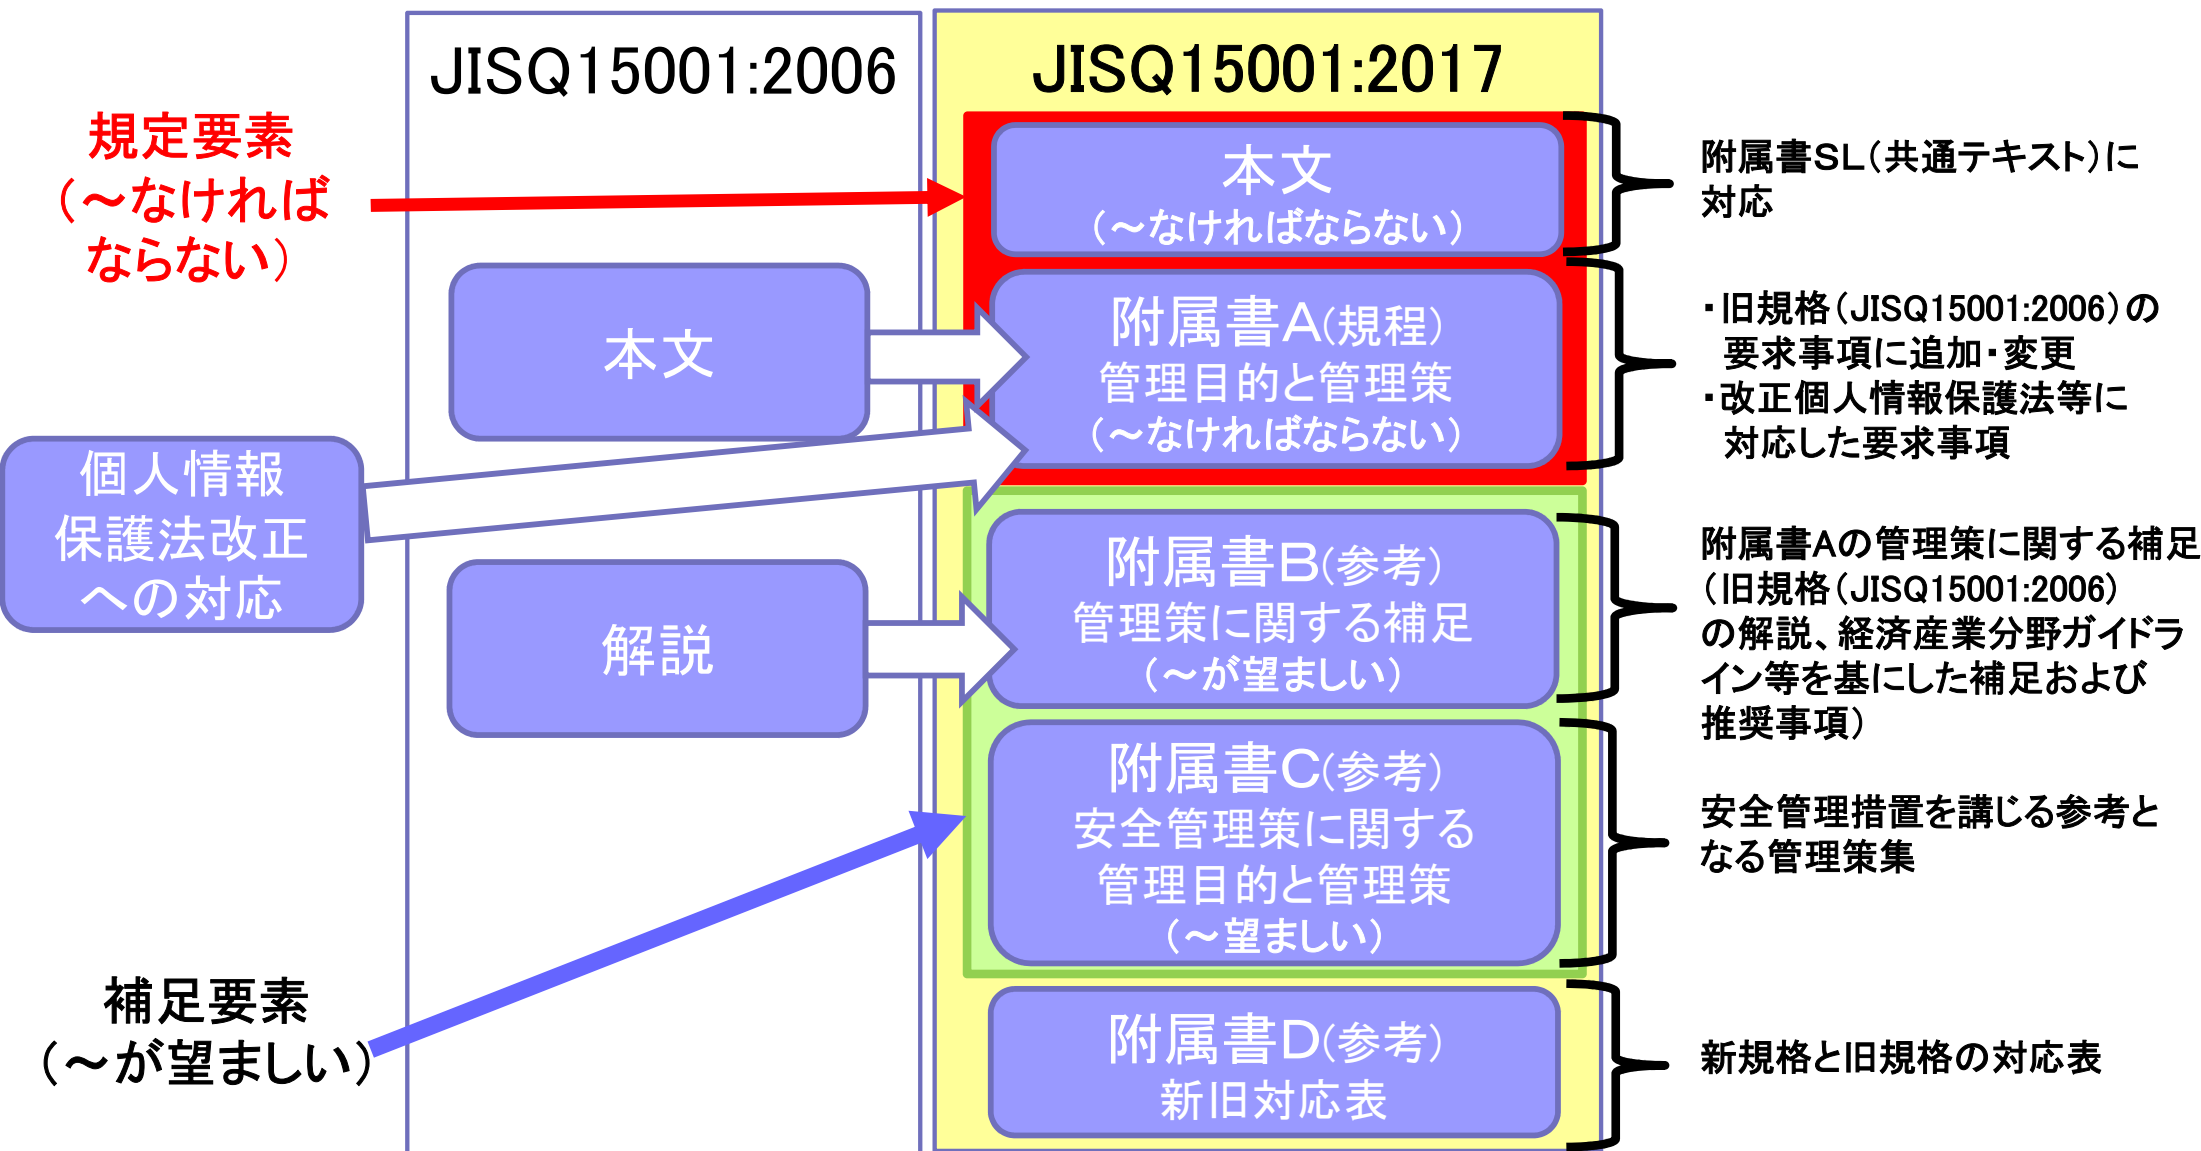 JISQ15001:2006
JISQ15001:2017
規定要素
（～なければ
ならない）
個人情報
保護法改正
への対応
補足要素
（～が望ましい）
本文
解説
本文
（～なければならない）
附属書A（規程）
管理目的と管理策
（～なければならない）
附属書B（参考）
管理策に関する補足
（～が望ましい）
附属書C（参考）
安全管理策に関する
管理目的と管理策
（～望ましい）
附属書D（参考）
新旧対応表
附属書SL（共通テキスト）に
対応
・旧規格（JISQ15001:2006）の
要求事項に追加・変更
・改正個人情報保護法等に
対応した要求事項
附属書Aの管理策に関する補足
（旧規格（JISQ15001:2006）
の解説、経済産業分野ガイドラ
イン等を基にした補足および
推奨事項）
安全管理措置を講じる参考と
なる管理策集
新規格と旧規格の対応表